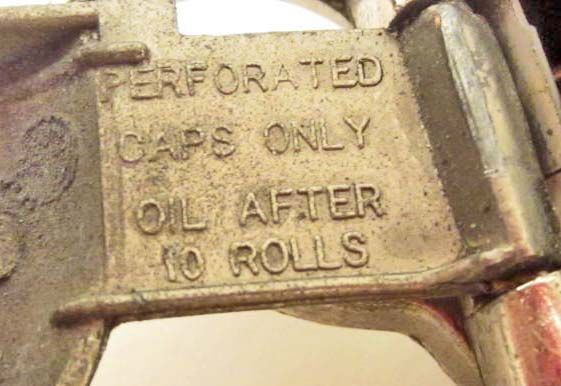 PERFORATED
CAPS ONLY
OIL AFTER
10 ROLLS